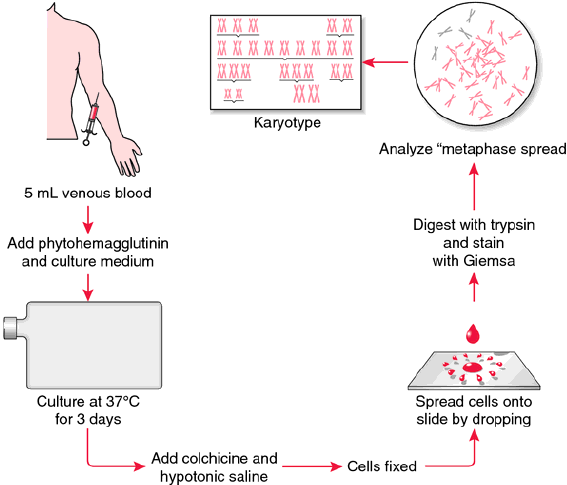 5 mL venous blood
Add phytohemagglutinin
and culture medium
Culture at 37°C
for 3 days
Add colchicine and
hypotonic saline
Cells fixed
Spread cells onto
slide by dropping
Digest with trypsin
and stain
with Giemsa
Analyze “metaphase spread
Karyotype